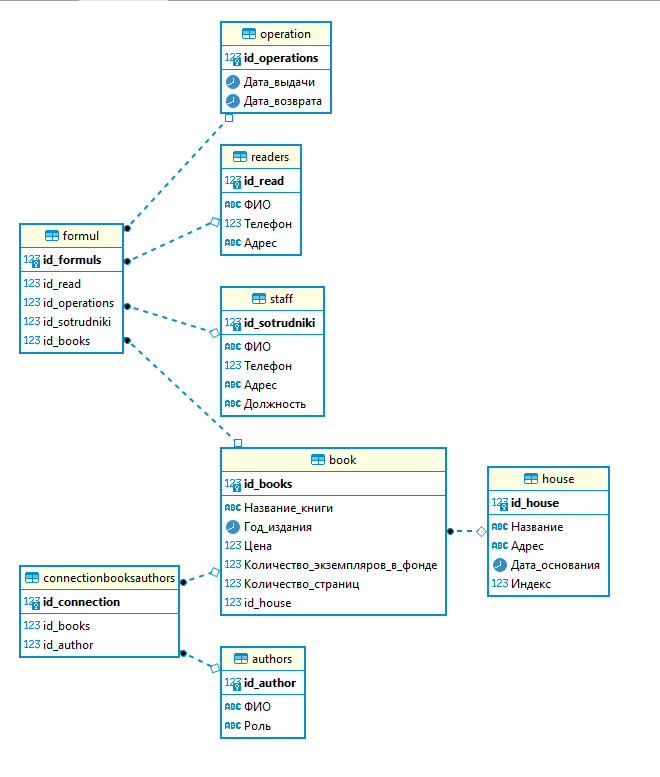 operation
123 id_operations
Дата_выдачи
Дата_возврата
readers
123 id_read
ABC ФИО
123 Телефон
ABC Адрес
formul
123 id_formuls
123 id_read
123 id_operations
123 id_sotrudniki
123 id_books
staff
123 id_sotrudniki
ABC ФИО
123 Телефон
ABC Адрес
ABC Должность
book
123 id_books
ABC Название_книги
Год_издания
123 Цена
123 Количество_экземпляров_в_фонде
123 Количество_страниц
123 id_house
house
123 id_house
ABC Название
ABC Адрес
Дата_основания
123 Индекс
connectionbooksauthors
123 id_connection
123 id_books
123 id_author
authors
123 id_author
ABC ФИО
ABC Роль